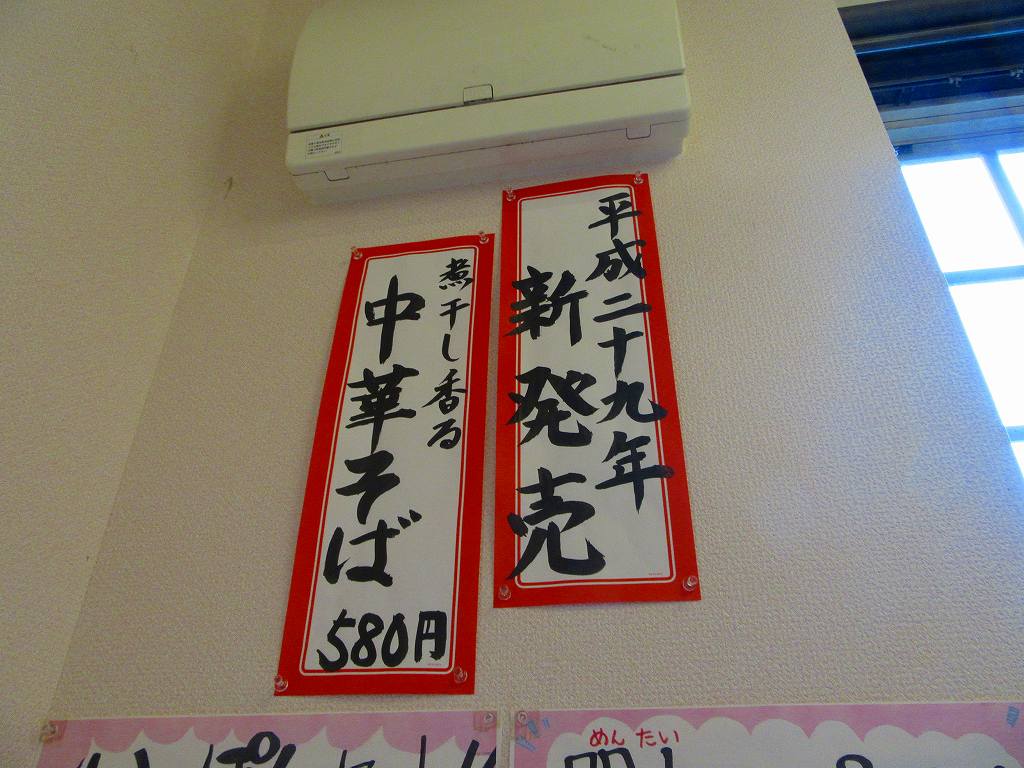 平成二十九年
新発売
煮干し香る
中華そば
580円
めんたい